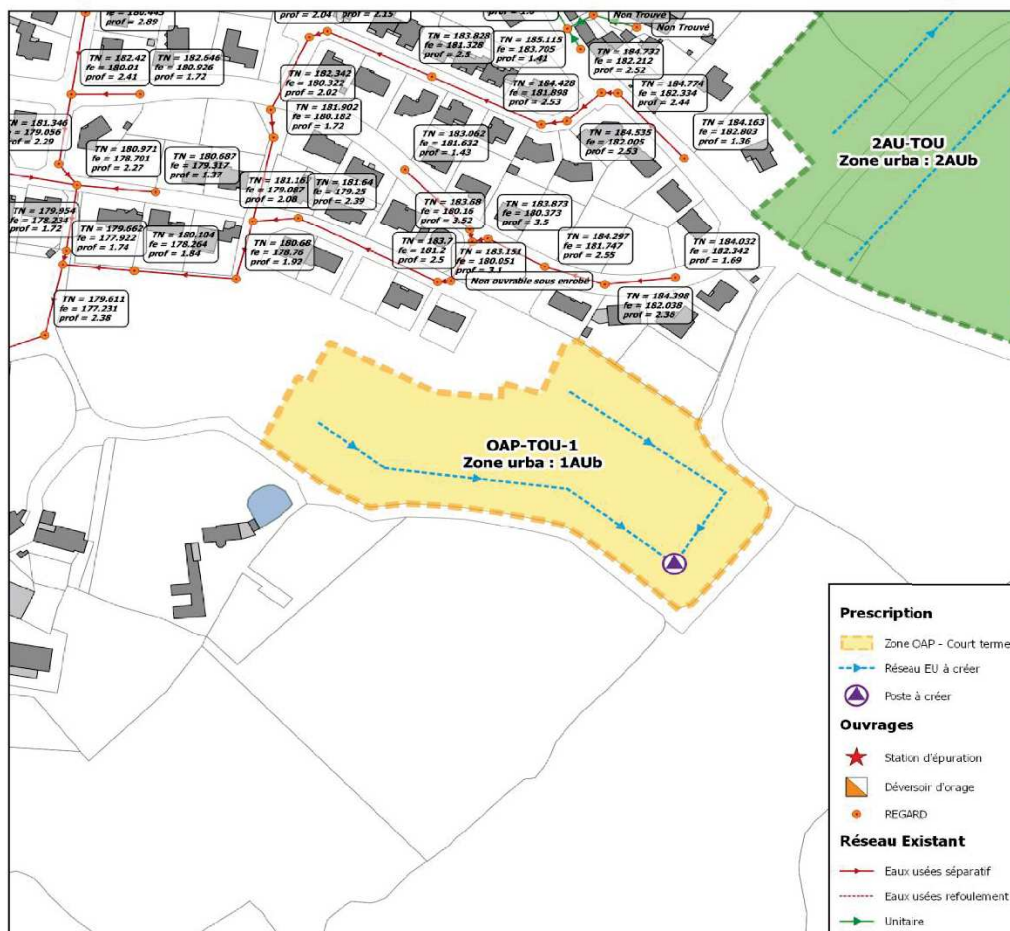 fe = 180.445
prof = 2.89
TN = 182.42
fe = 180.01
prof = 2.41
TN = 182.646
fe = 180.926
prof = 1.72
prof = 2.04
prof = 2.15
TN = 183.828
fe = 181.328
prof = 2.5
TN = 185.115
fe = 183.705
prof = 1.41
Non Trouvé
Non Trouvé
TN = 184.732
fe = 182.212
prof = 2.52
TN = 182.342
fe = 180.322
prof = 2.02
TN = 184.428
fe = 181.898
prof = 2.53
TN = 184.774
fe = 182.334
prof = 2.44
TN = 181.902
fe = 180.182
prof = 1.72
TN = 181.346
fe = 179.056
prof = 2.29
TN = 180.971
fe = 178.701
prof = 2.27
TN = 180.687
fe = 179.317
prof = 1.37
TN = 183.062
fe = 181.632
prof = 1.43
TN = 184.535
fe = 182.005
prof = 2.53
TN = 184.163
fe = 182.803
prof = 1.36
2AU-TOU
Zone urba : 2AUb
fe = 179.087
prof = 2.08
TN = 181.64
fe = 179.25
prof = 2.39
TN = 183.68
fe = 180.16
prof = 3.52
TN = 183.873
fe = 180.373
prof = 3.5
TN = 179.954
fe = 178.234
prof = 1.72
TN = 179.662
fe = 177.922
prof = 1.74
TN = 180.104
fe = 178.264
prof = 1.84
TN = 180.68
fe = 178.76
prof = 1.92
TN = 183.7
fe = 181.2
prof = 2.5
TN = 183.151
fe = 180.051
prof = 3.1
Non ouvrable sous enrobé
TN = 184.297
fe = 181.747
prof = 2.55
TN = 184.032
fe = 182.342
prof = 1.69
TN = 179.611
fe = 177.231
prof = 2.38
TN = 184.398
fe = 182.038
prof = 2.36
OAP-TOU-1
Zone urba : 1AUb
Prescription
Zone OAP - Court terme
Réseau EU à créer
Poste à créer
Ouvrages
Station d'épuration
Déversoir d'orage
REGARD
Réseau Existant
Eaux usées séparatif
Eaux usées refoulement
Unitaire